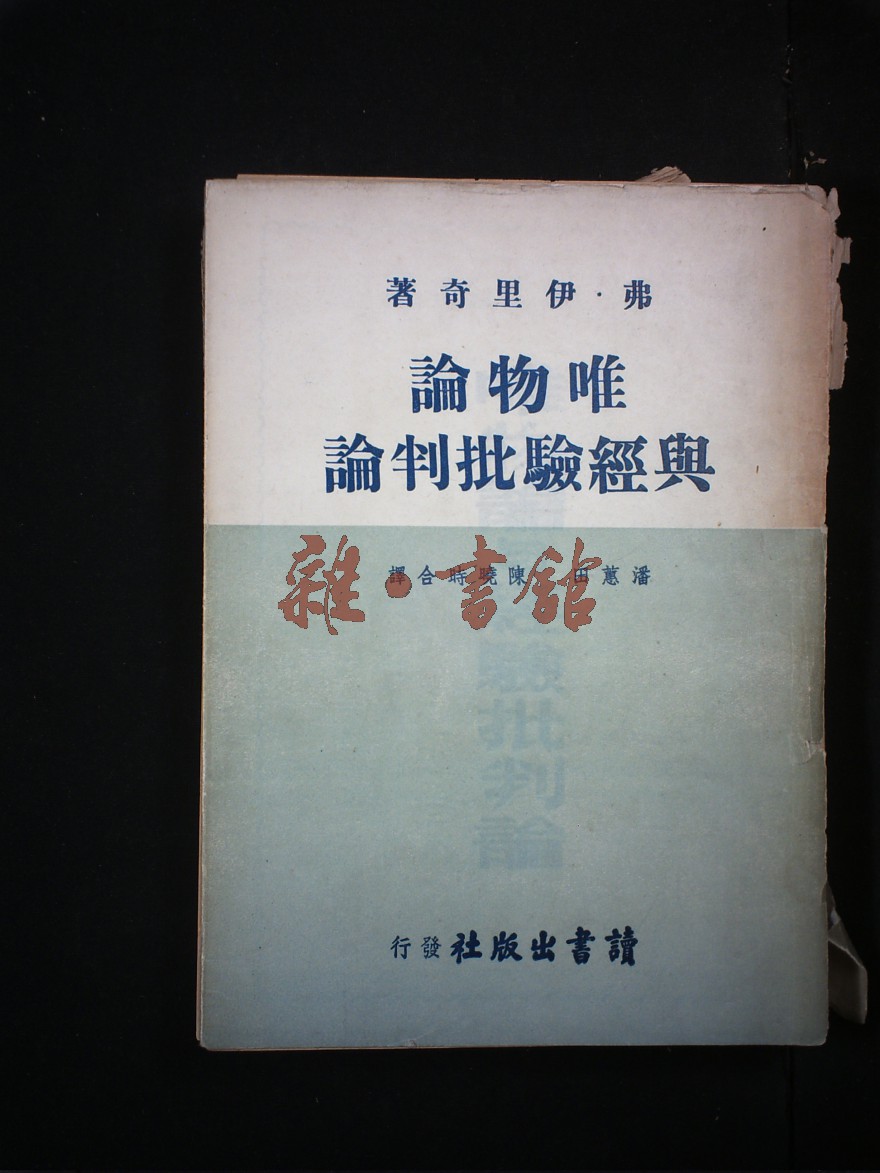 弗·伊里奇著
唯物論
與經驗批判論
潘蕙田 陳曉時合譯
雜·書館
讀書出版社發行